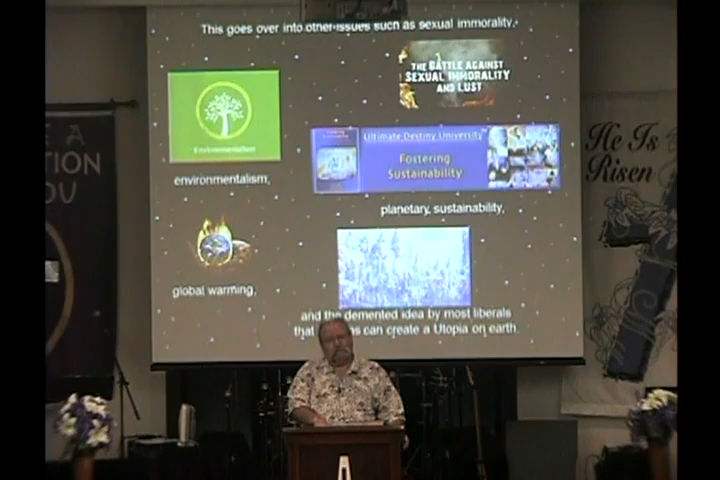 This goes over into other issues such as sexual immorality.
THE BATTLE AGAINST
SEXUAL IMMORALITY
AND LUST
Environmentalism
environmentalism,
Ultimate Destiny University
Fostering
Sustainability
planetary, sustainability,
global warming,
and the demented idea by most liberals
that can create a Utopia on earth.
E A
TION
OU
He Is
Risen
A